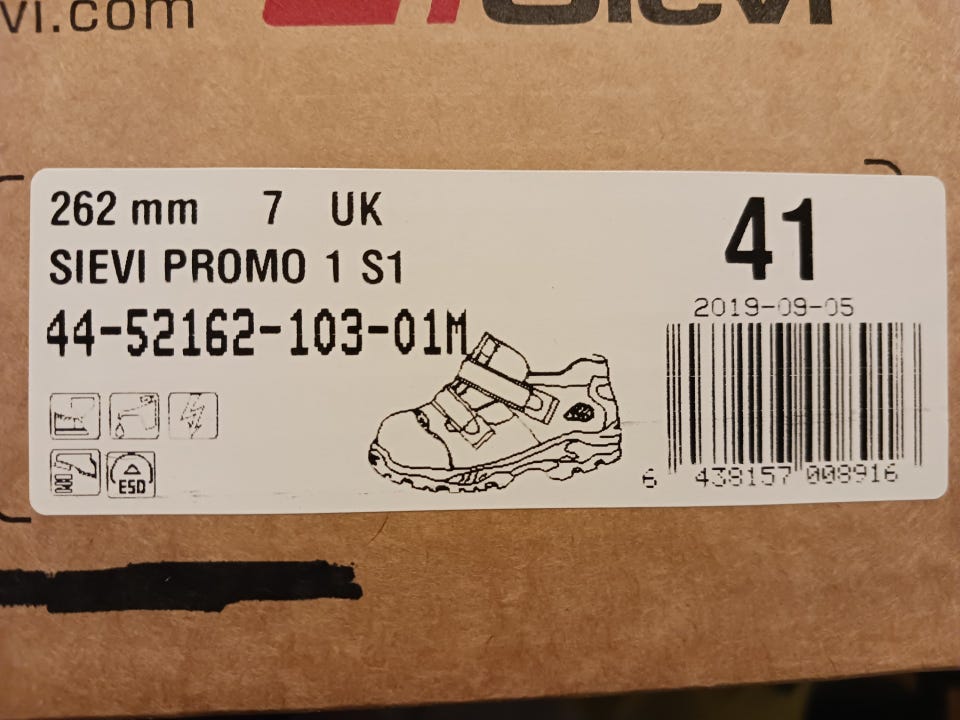 vi.com
Sievi
262 mm 7 UK
41
SIEVI PROMO 1 S1
2019-09-05
44-52162-103-01M
ESD
6 438157 008916